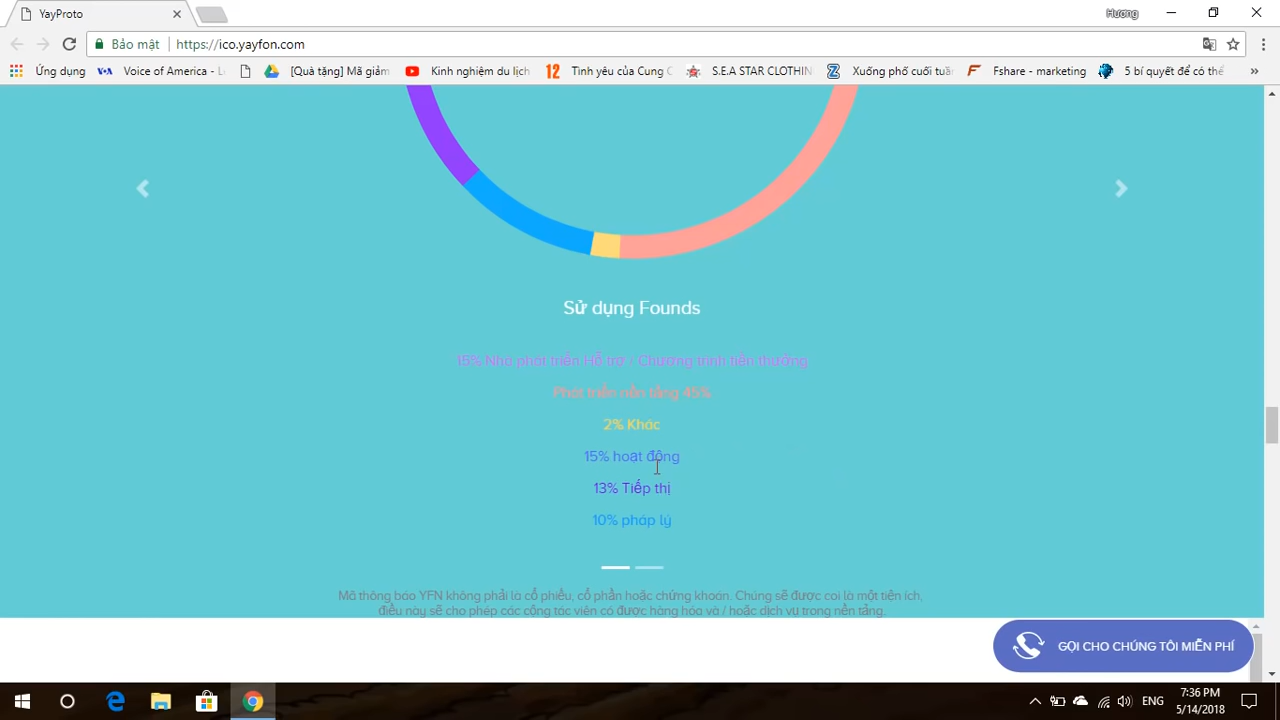 YayProto
Hương
Bảo mật
https://ico.yayfon.com
Ứng dụng
VOA Voice of America - L
[Quà tặng] Mã giảm
Kinh nghiệm du lịch
12 Tình yêu của Cung
S.E.A STAR CLOTHIN
Z Xuống phố cuối tuần
F Fshare - marketing
5 bí quyết để có thể
Sử dụng Founds
15% Nhà phát triển Hỗ trợ / Chương trình tiền thưởng
Phát triển nền tảng 45%
2% Khác
15% hoạt động
13% Tiếp thị
10% pháp lý
Mã thông báo YFN không phải là cổ phiếu, cổ phần hoặc chứng khoán. Chúng sẽ được coi là một tiện ích,
điều này sẽ cho phép các cộng tác viên có được hàng hóa và / hoặc dịch vụ trong nền tảng.
GỌI CHO CHÚNG TÔI MIỄN PHÍ
ENG
7:36 PM
5/14/2018